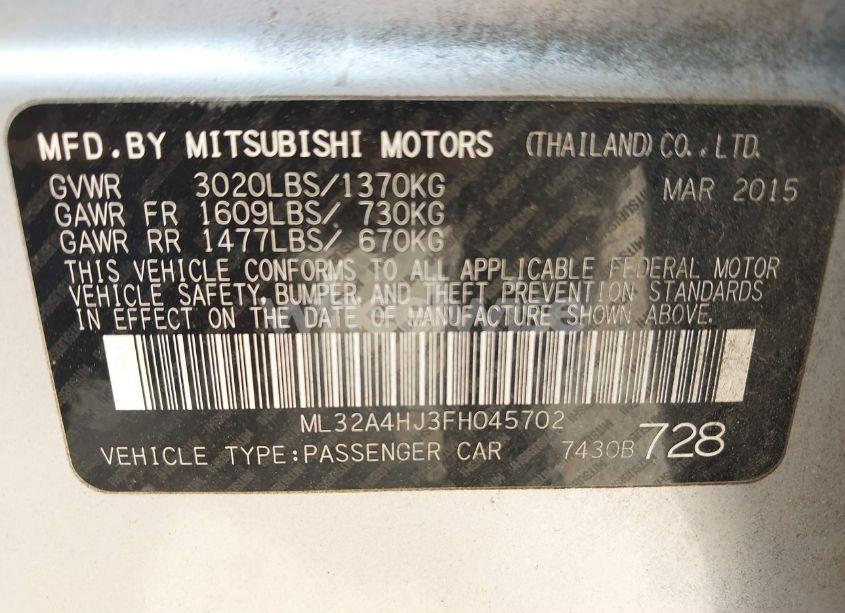 MFD.BY MITSUBISHI MOTORS (THAILAND) CO.,LTD.
GVWR 3020LBS/1370KG MAR 2015
GAWR FR 1609LBS/ 730KG
GAWR RR 1477LBS/ 670KG
THIS VEHICLE CONFORMS TO ALL APPLICABLE FEDERAL MOTOR
VEHICLE SAFETY, BUMPER, AND THEFT PREVENTION STANDARDS
IN EFFECT ON THE DATE OF MANUFACTURE SHOWN ABOVE.
ML32A4HJ3FH045702
VEHICLE TYPE:PASSENGER CAR 7430B 728